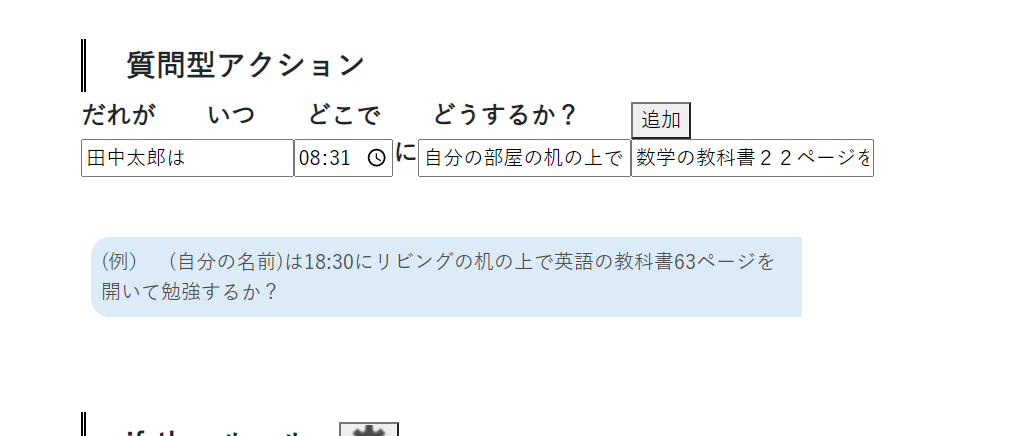 質問型アクション
だれが いつ どこで どうするか？ 追加
田中太郎は 08:31 に 自分の部屋の机の上で 数学の教科書２２ページを
(例） （自分の名前)は18:30にリビングの机の上で英語の教科書63ページを
開いて勉強するか？